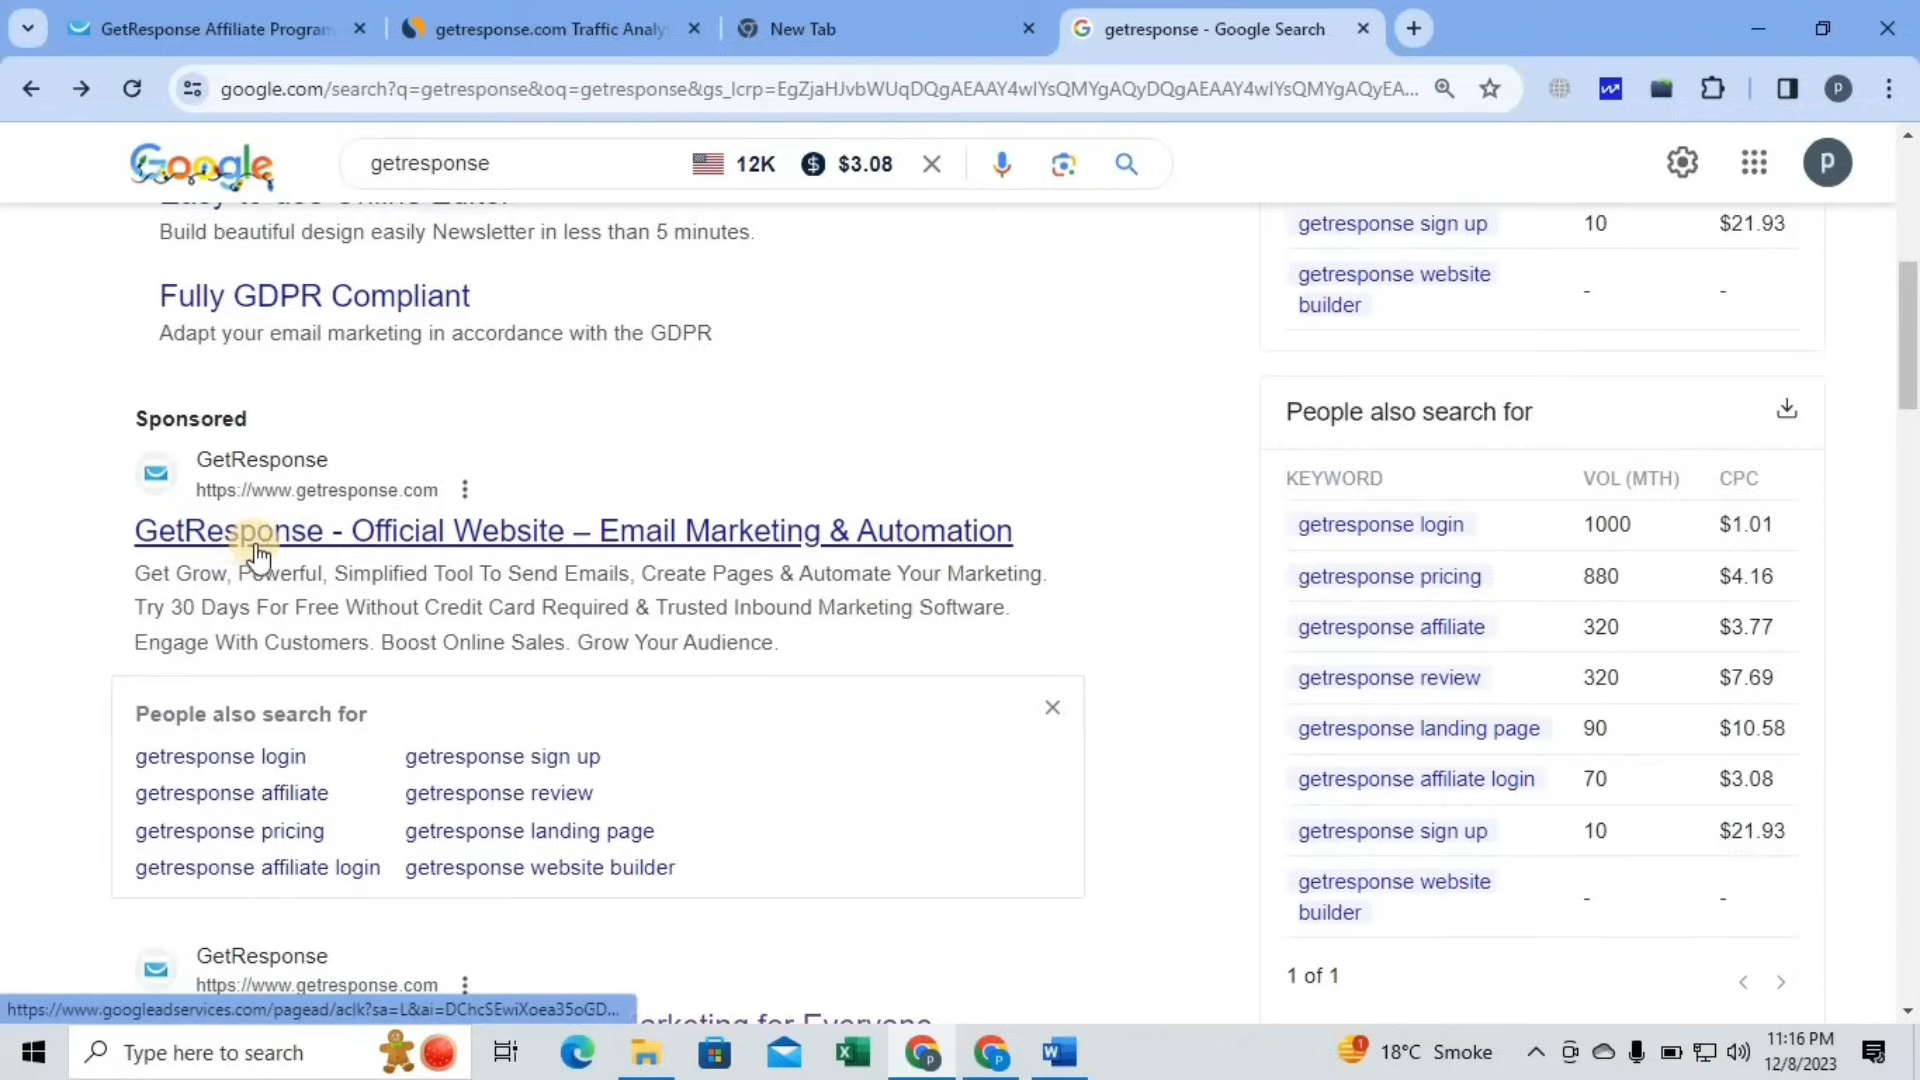 GetResponse Affiliate Program
getresponse.com Traffic Analy
New Tab
getresponse - Google Search
google.com/search?q=getresponse&oq=getresponse&gs_lcrp=EgZjaHJvbWUqDQgAEAAY4wIYsQMYgAQyDQgAEAAY4wIYsQMYgAQyEA...
Google
getresponse
12K
$3.08
P
Easy-to-use Online Editor
Build beautiful design easily Newsletter in less than 5 minutes.
Fully GDPR Compliant
Adapt your email marketing in accordance with the GDPR
Sponsored
GetResponse
https://www.getresponse.com
GetResponse - Official Website – Email Marketing & Automation
Get Grow, Powerful, Simplified Tool To Send Emails, Create Pages & Automate Your Marketing.
Try 30 Days For Free Without Credit Card Required & Trusted Inbound Marketing Software.
Engage With Customers. Boost Online Sales. Grow Your Audience.
People also search for
getresponse login getresponse sign up
getresponse affiliate getresponse review
getresponse pricing getresponse landing page
getresponse affiliate login getresponse website builder
GetResponse
https://www.getresponse.com
arketing for Everyone
https://www.googleadservices.com/pagead/aclk?sa=L&ai=DChcSEwiXoea35oGD...
getresponse sign up 10 $21.93
getresponse website
builder - -
People also search for
KEYWORD VOL (MTH) CPC
getresponse login 1000 $1.01
getresponse pricing 880 $4.16
getresponse affiliate 320 $3.77
getresponse review 320 $7.69
getresponse landing page 90 $10.58
getresponse affiliate login 70 $3.08
getresponse sign up 10 $21.93
getresponse website
builder - -
1 of 1
Type here to search
18°C Smoke
11:16 PM
12/8/2023